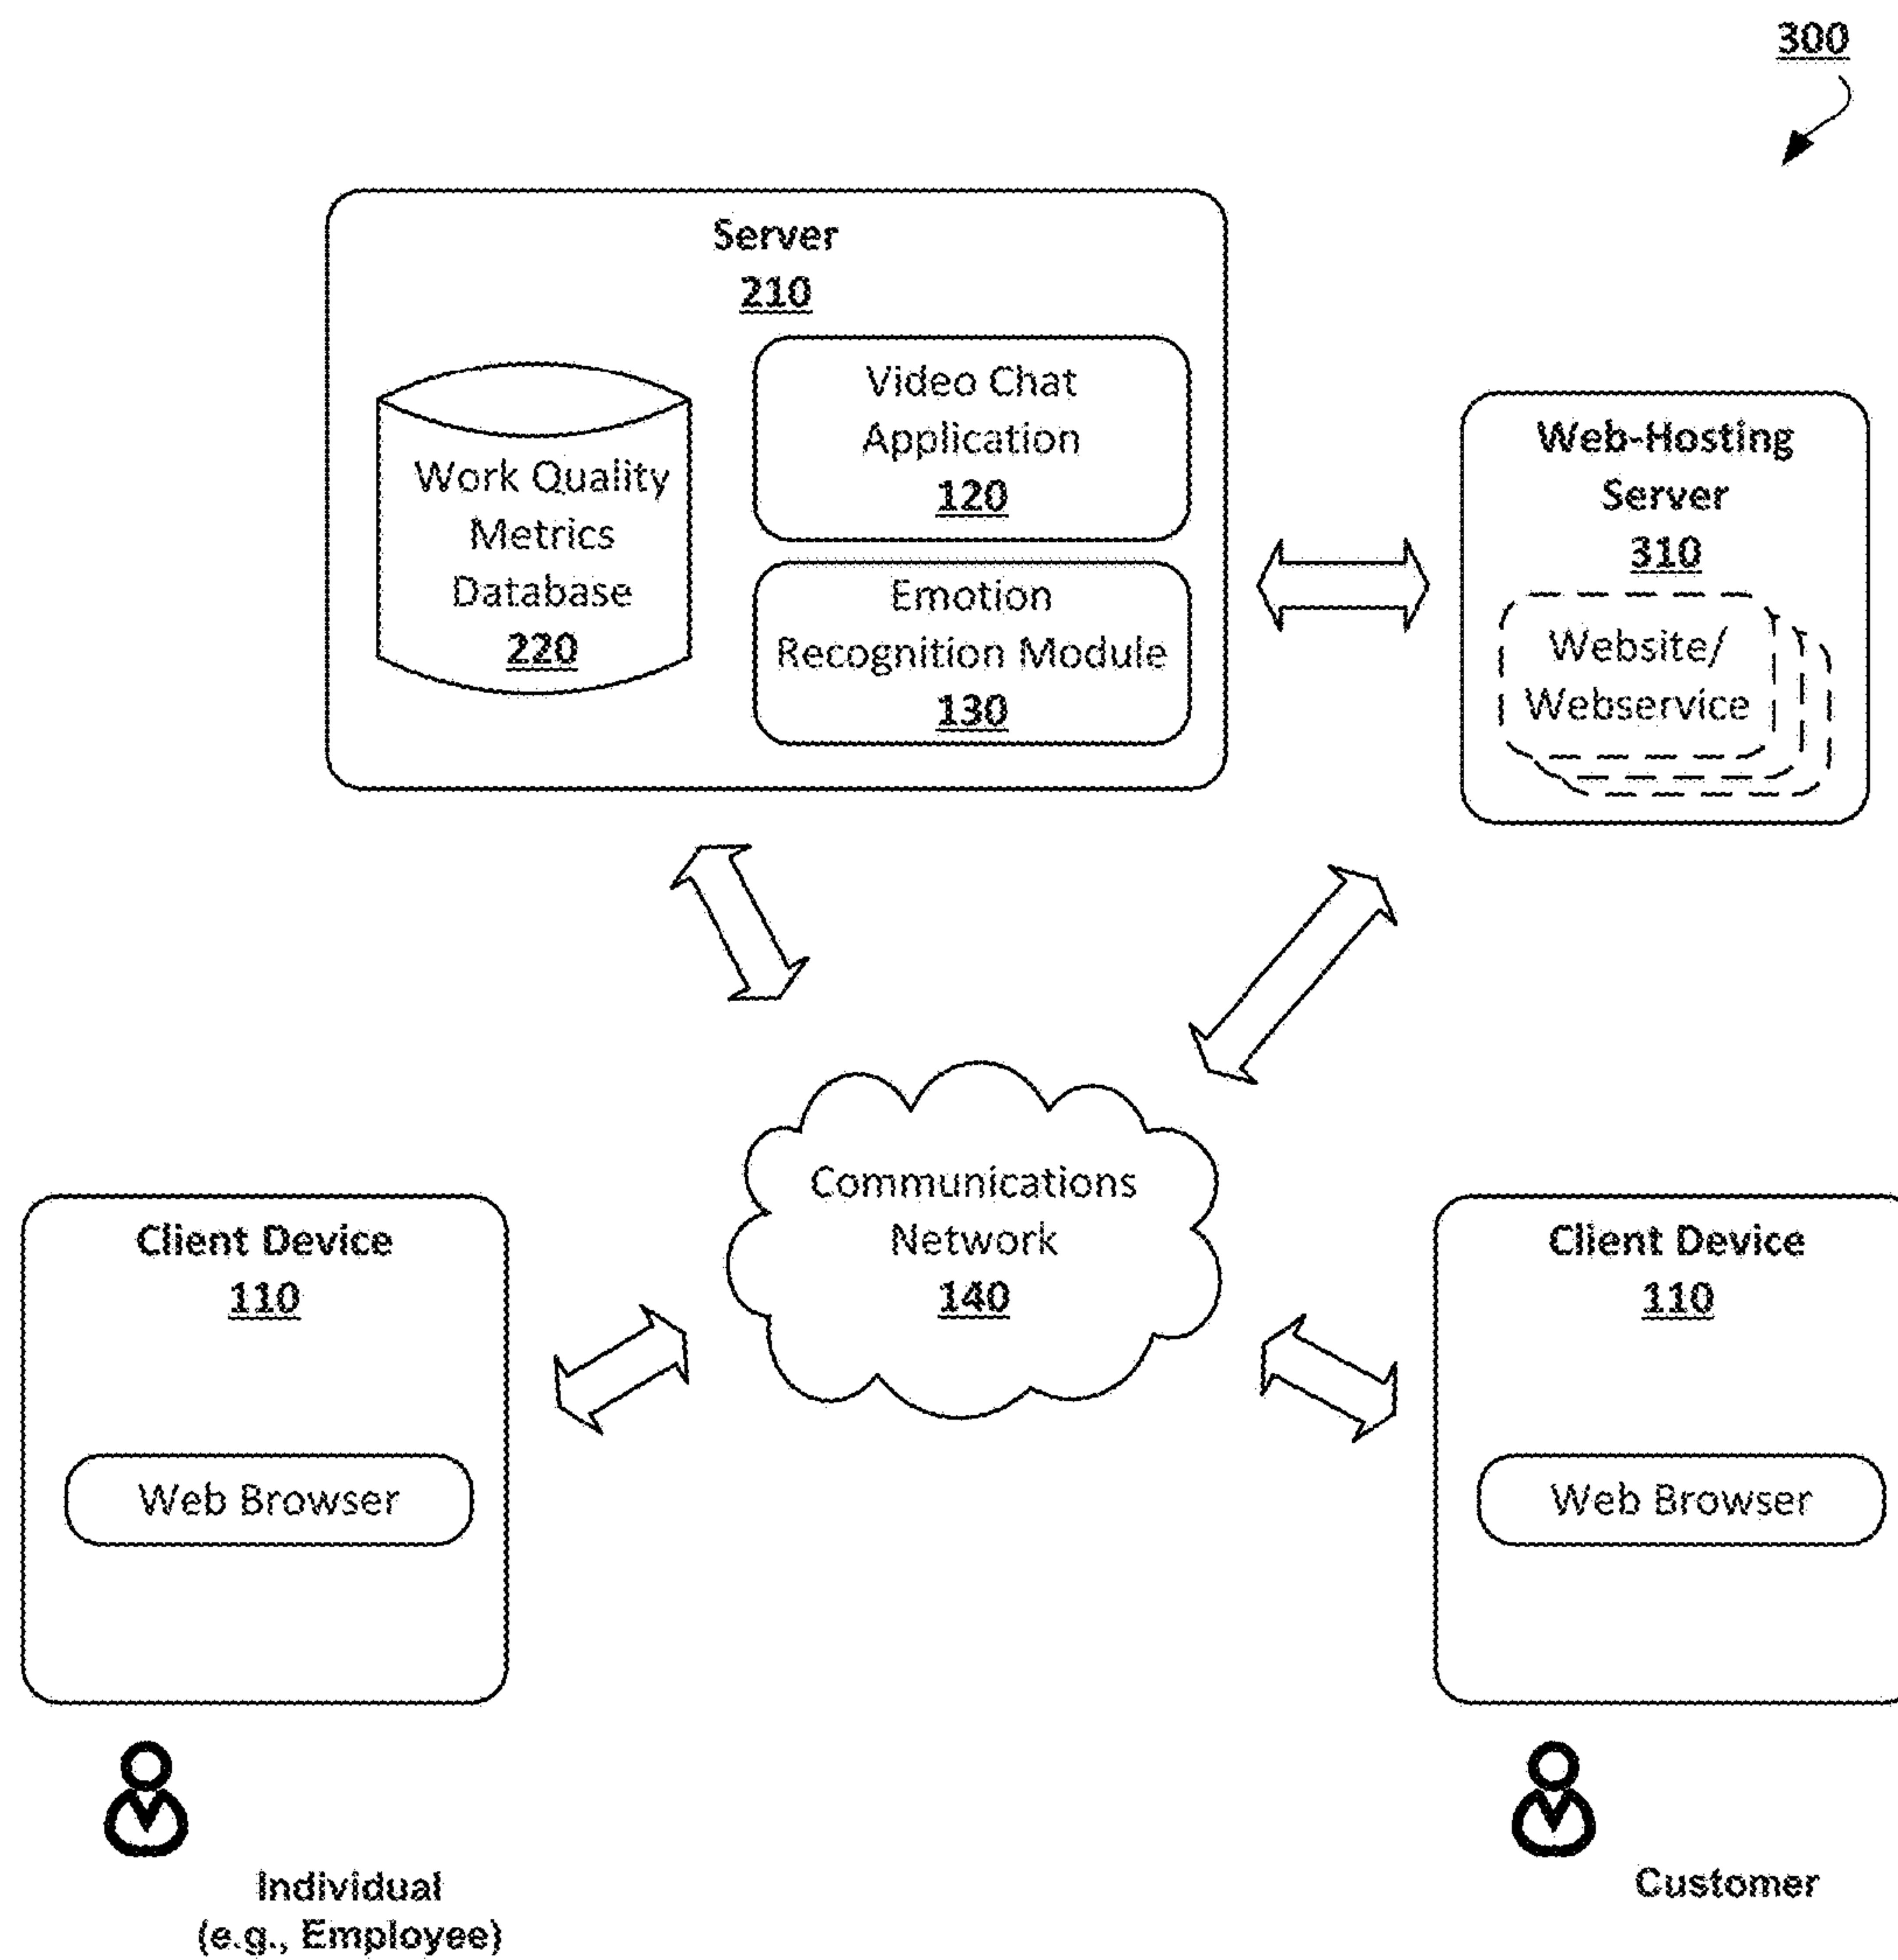 300
Server
210
Work Quality
Metrics
Database
220
Video Chat
Application
120
Emotion
Recognition Module
130
Web-Hosting
Server
310
Website/
Webservice
Communications
Network
140
Client Device
110
Web Browser
Client Device
110
Web Browser
Individual
(e.g., Employee)
Customer